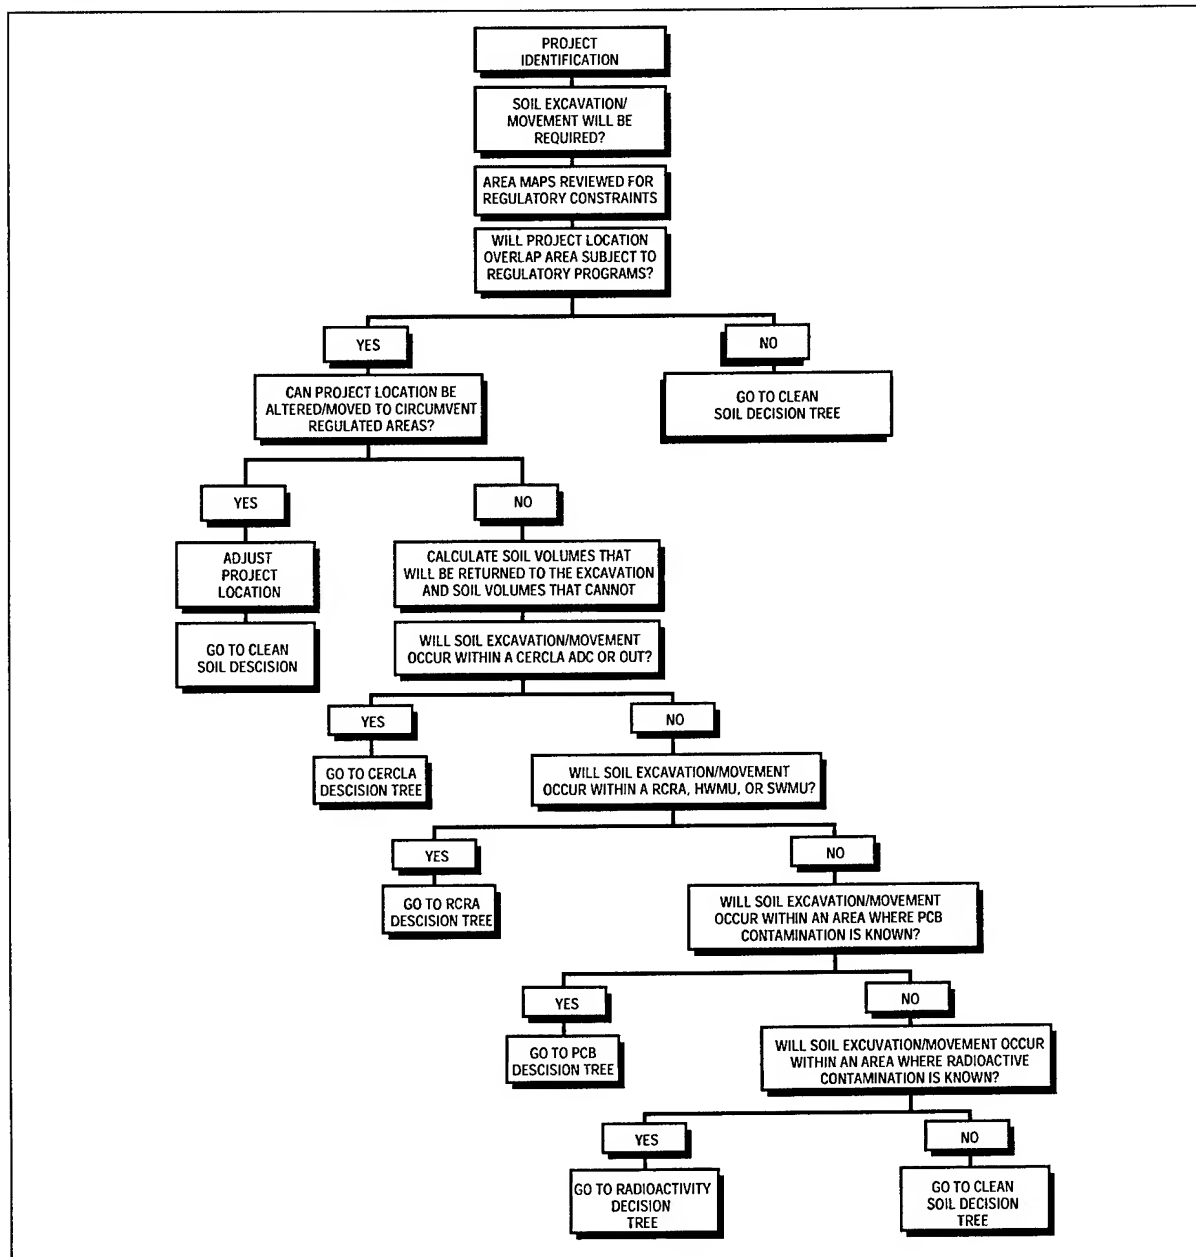 PROJECT
IDENTIFICATION
SOIL EXCAVATION/
MOVEMENT WILL BE
REQUIRED?
AREA MAPS REVIEWED FOR
REGULATORY CONSTRAINTS
WILL PROJECT LOCATION
OVERLAP AREA SUBJECT TO
REGULATORY PROGRAMS?
YES
NO
CAN PROJECT LOCATION BE
ALTERED/MOVED TO CIRCUMVENT
REGULATED AREAS?
GO TO CLEAN
SOIL DECISION TREE
YES
NO
ADJUST
PROJECT
LOCATION
CALCULATE SOIL VOLUMES THAT
WILL BE RETURNED TO THE EXCAVATION
AND SOIL VOLUMES THAT CANNOT
GO TO CLEAN
SOIL DESCISION
WILL SOIL EXCAVATION/MOVEMENT
OCCUR WITHIN A CERCLA ADC OR OUT?
YES
NO
GO TO CERCLA
DESCISION TREE
WILL SOIL EXCAVATION/MOVEMENT
OCCUR WITHIN A RCRA, HWMU, OR SWMU?
YES
NO
GO TO RCRA
DESCISION TREE
WILL SOIL EXCAVATION/MOVEMENT
OCCUR WITHIN AN AREA WHERE PCB
CONTAMINATION IS KNOWN?
YES
NO
GO TO PCB
DESCISION TREE
WILL SOIL EXCUVATION/MOVEMENT OCCUR
WITHIN AN AREA WHERE RADIOACTIVE
CONTAMINATION IS KNOWN?
YES
NO
GO TO RADIOACTIVITY
DECISION
TREE
GO TO CLEAN
SOIL DECISION
TREE